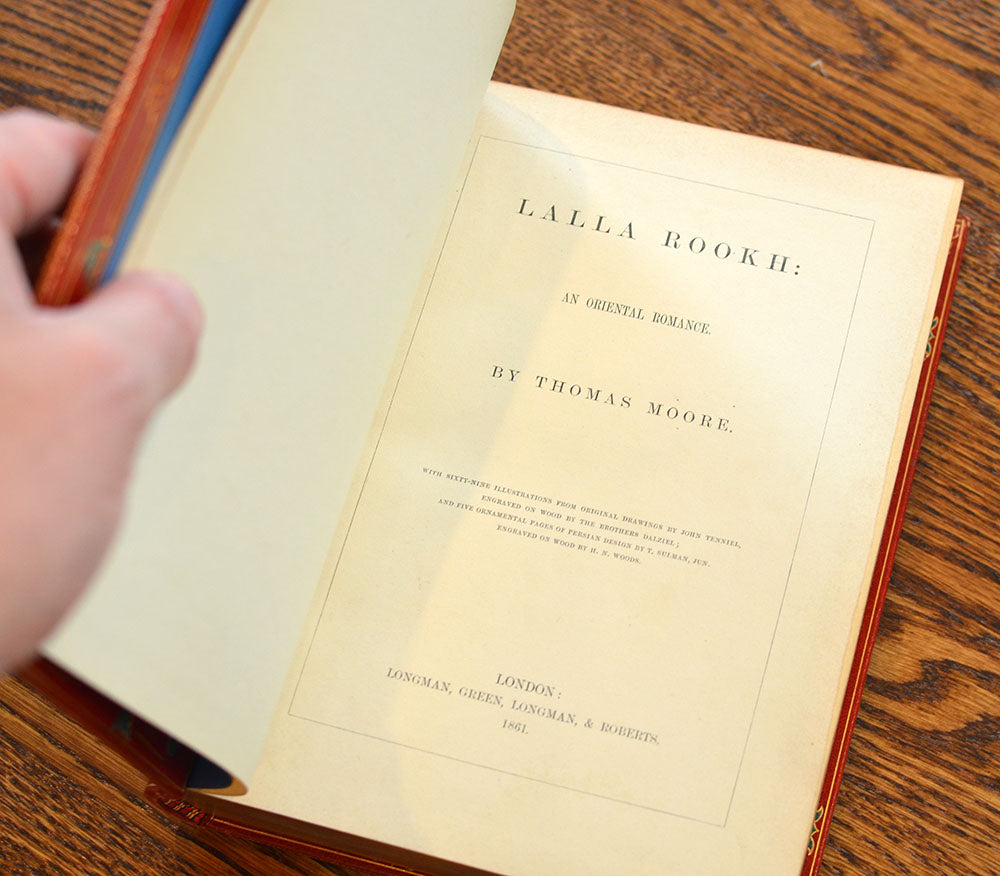 LALLA ROOKH:
AN ORIENTAL ROMANCE.
BY THOMAS MOORE.
WITH SIXTY-NINE ILLUSTRATIONS FROM ORIGINAL DRAWINGS BY JOHN TENNIEL,
ENGRAVED ON WOOD BY THE BROTHERS DALZIEL;
AND FIVE ORNAMENTAL PAGES OF PERSIAN DESIGN BY T. SULMAN, JUN.
ENGRAVED ON WOOD BY H. N. WOODS.
LONDON:
LONGMAN, GREEN, LONGMAN, & ROBERTS.
1861.